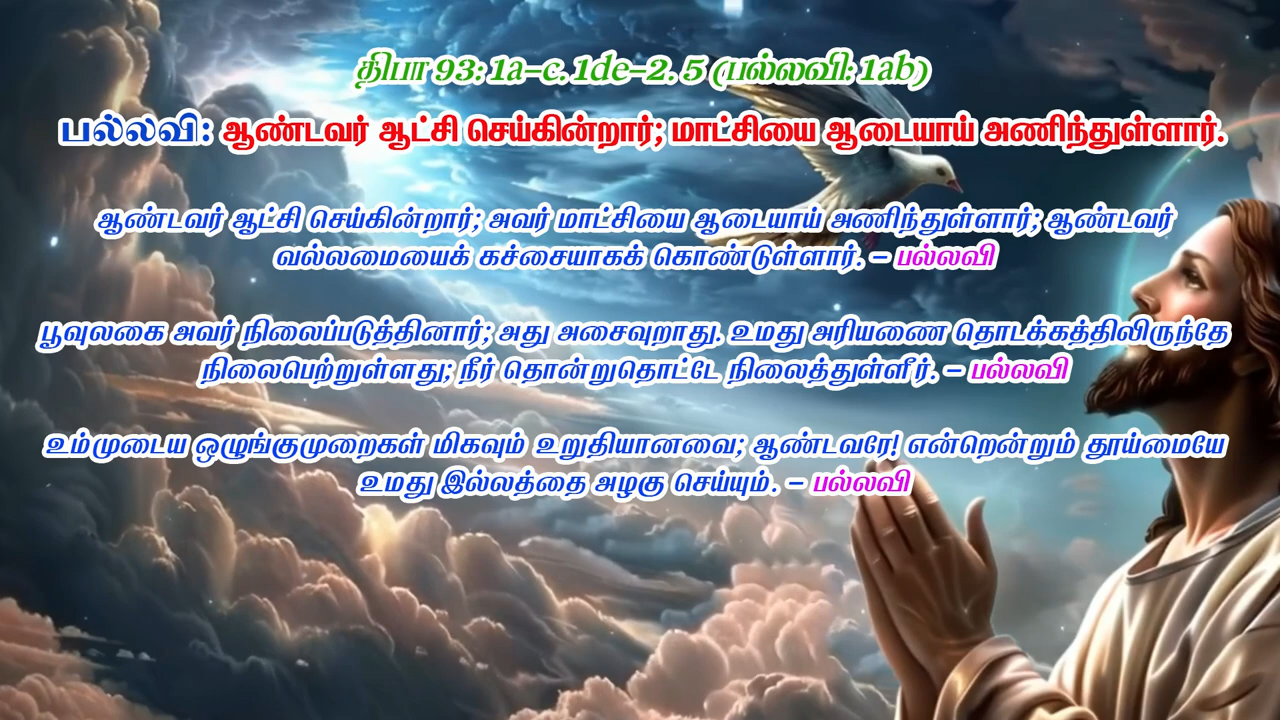 திபா 93: 1a-c. 1de-2. 5 (பல்லவி: 1ab)
பல்லவி: ஆண்டவர் ஆட்சி செய்கின்றார்; மாட்சியை ஆடையாய் அணிந்துள்ளார்.
ஆண்டவர் ஆட்சி செய்கின்றார்; அவர் மாட்சியை ஆடையாய் அணிந்துள்ளார்; ஆண்டவர்
வல்லமையைக் கச்சையாகக் கொண்டுள்ளார். – பல்லவி
பூவுலகை அவர் நிலைப்படுத்தினார்; அது அசைவுறாது. உமது அரியணை தொடக்கத்திலிருந்தே
நிலைபெற்றுள்ளது; நீர் தொன்றுதொட்டே நிலைத்துள்ளீர். – பல்லவி
உம்முடைய ஒழுங்குமுறைகள் மிகவும் உறுதியானவை; ஆண்டவரே! என்றென்றும் தூய்மையே
உமது இல்லத்தை அழகு செய்யும். – பல்லவி